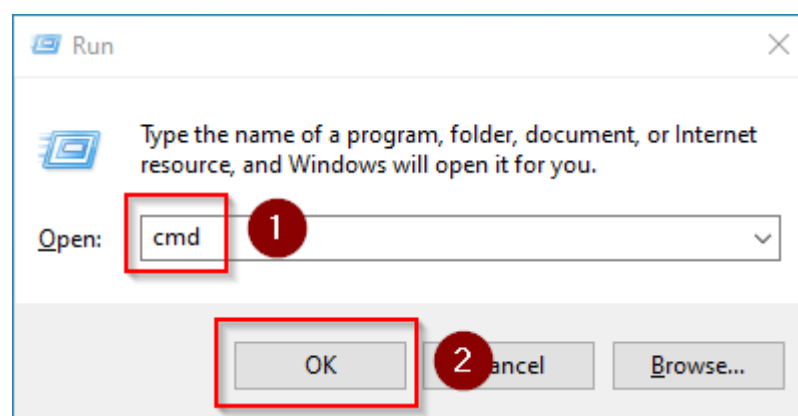 Run
Type the name of a program, folder, document, or Internet
resource, and Windows will open it for you.
Open: cmd 1
OK 2 ancel Browse...